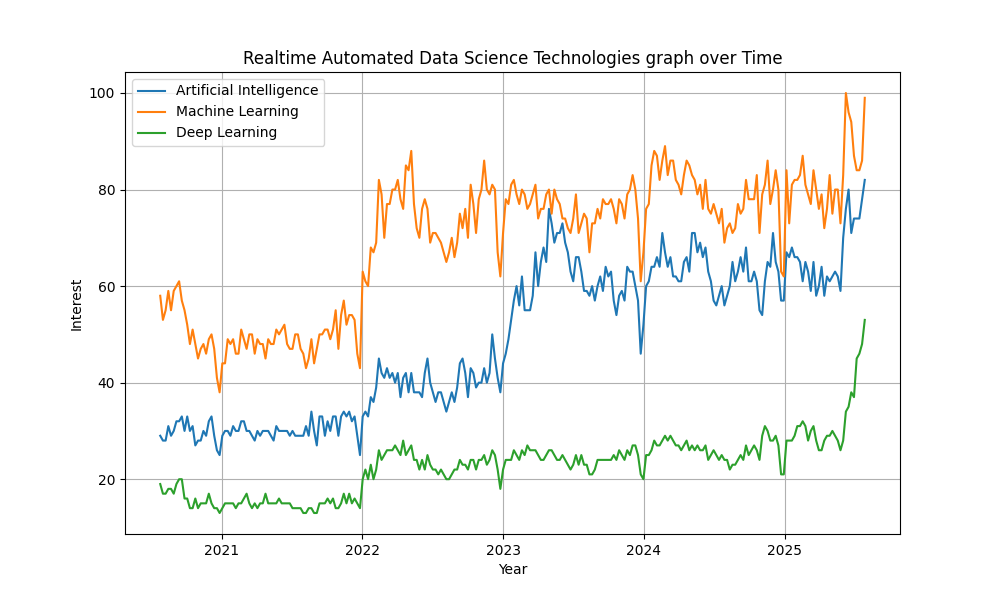 Realtime Automated Data Science Technologies graph over Time
Artificial Intelligence
Machine Learning
Deep Learning
100
80
60
40
20
Interest
2021 2022 2023 2024 2025
Year